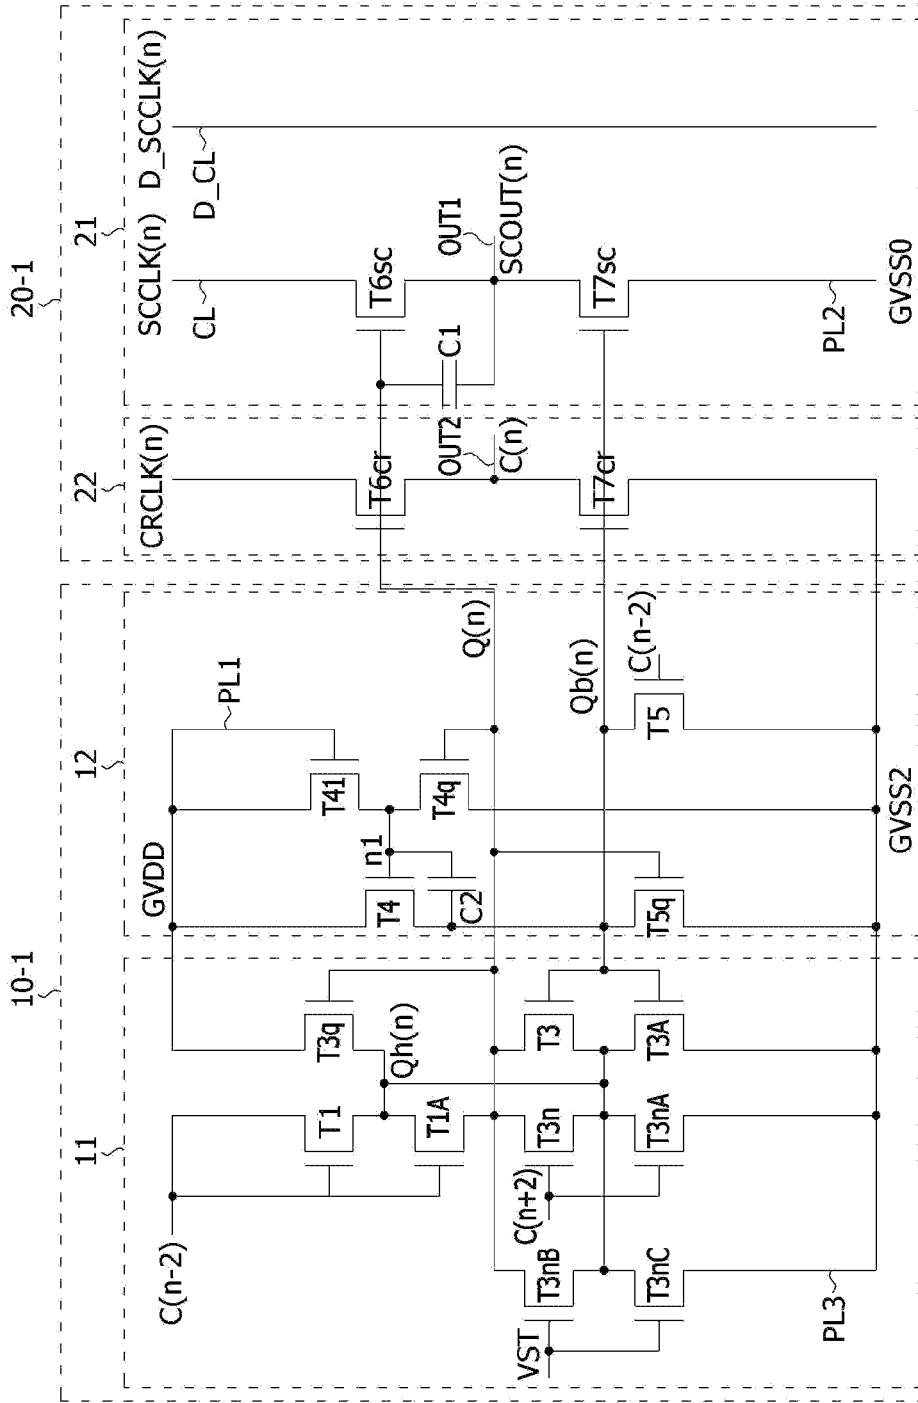 20-1
21
22
SCCLK(n)
D_SCCLK(n)
CRCLK(n)
CL
D_CL
T6sc
T6cr
C1
OUT1
SCOUT(n)
OUT2
C(n)
T7sc
T7cr
PL2
GVSS0
10-1
12
11
GVDD
PL1
T41
T4q
n1
T4
C2
Q(n)
Qb(n)
C(n-2)
T5
T5q
GVSS2
C(n-2)
T1
T1A
T3q
Qh(n)
T3
T3A
T3n
T3nA
C(n+2)
T3nB
T3nC
VST
PL3